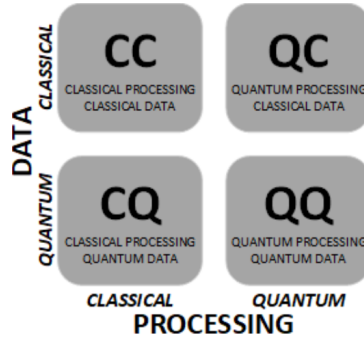 DATA
CLASSICAL
CC
CLASSICAL PROCESSING
CLASSICAL DATA
QC
QUANTUM PROCESSING
CLASSICAL DATA
QUANTUM
CQ
CLASSICAL PROCESSING
QUANTUM DATA
QQ
QUANTUM PROCESSING
QUANTUM DATA
CLASSICAL
QUANTUM
PROCESSING